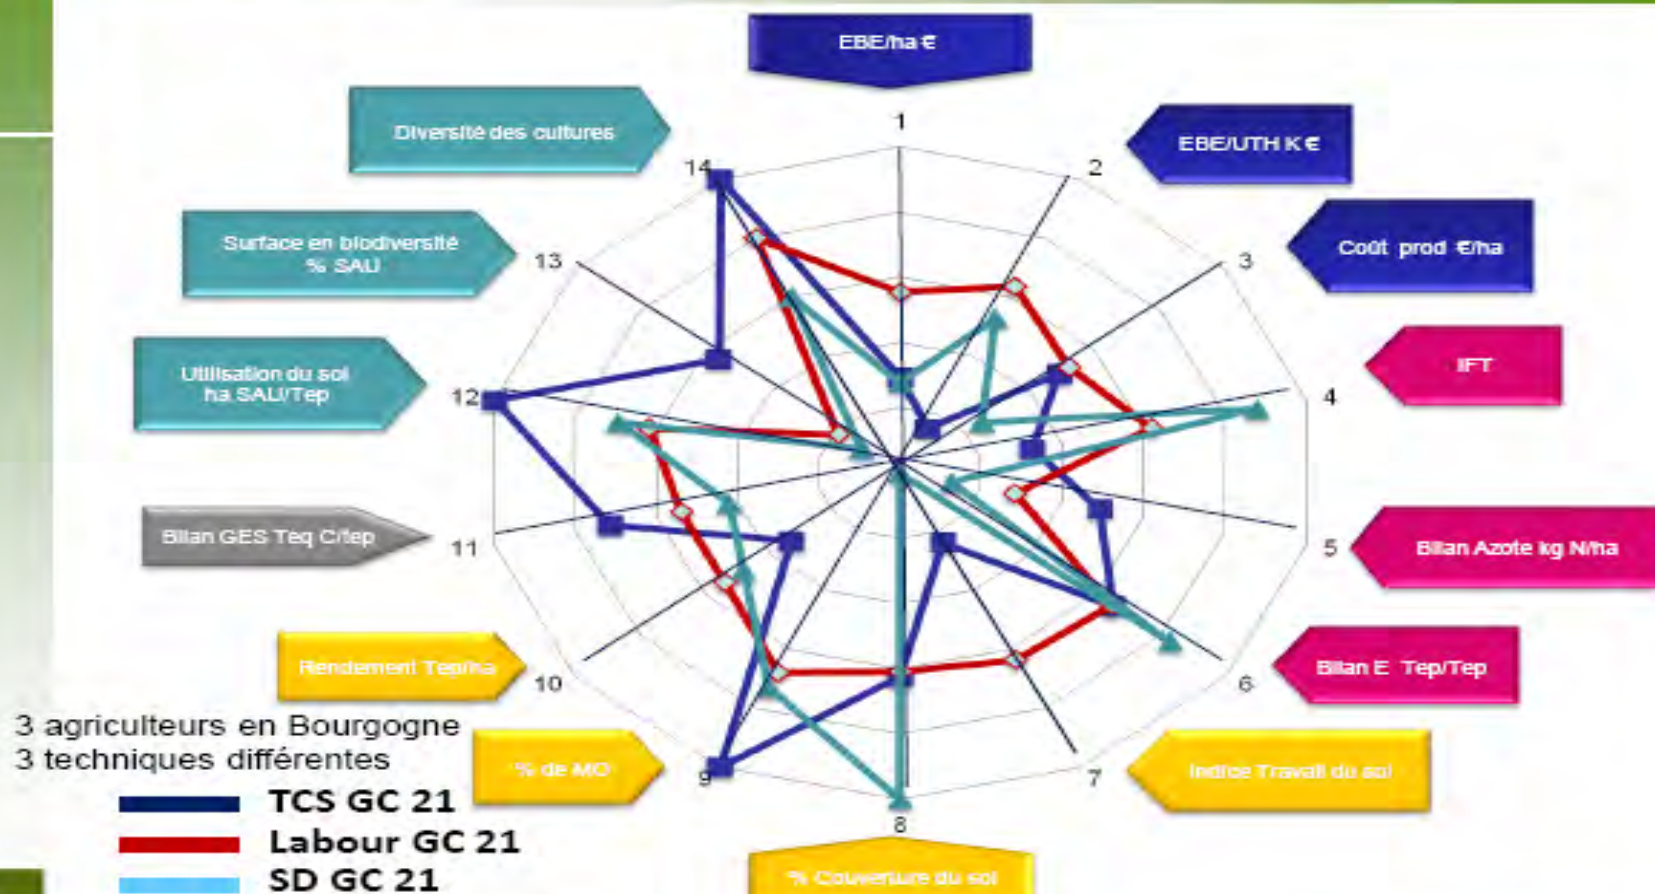 EBE/ha €
1
Diversité des cultures
14
EBE/UTH K €
2
Surface en biodiversité
% SAU
13
Coût prod €/ha
3
Utilisation du sol
ha SAU/Tep
12
IFT
4
Bilan GES Teq C/tep
11
Bilan Azote kg N/ha
5
Rendement Tep/ha
10
Bilan E Tep/Tep
6
% de MO
9
Indice Travail du sol
7
8
% Couverture du sol
3 agriculteurs en Bourgogne
3 techniques différentes
TCS GC 21
Labour GC 21
SD GC 21